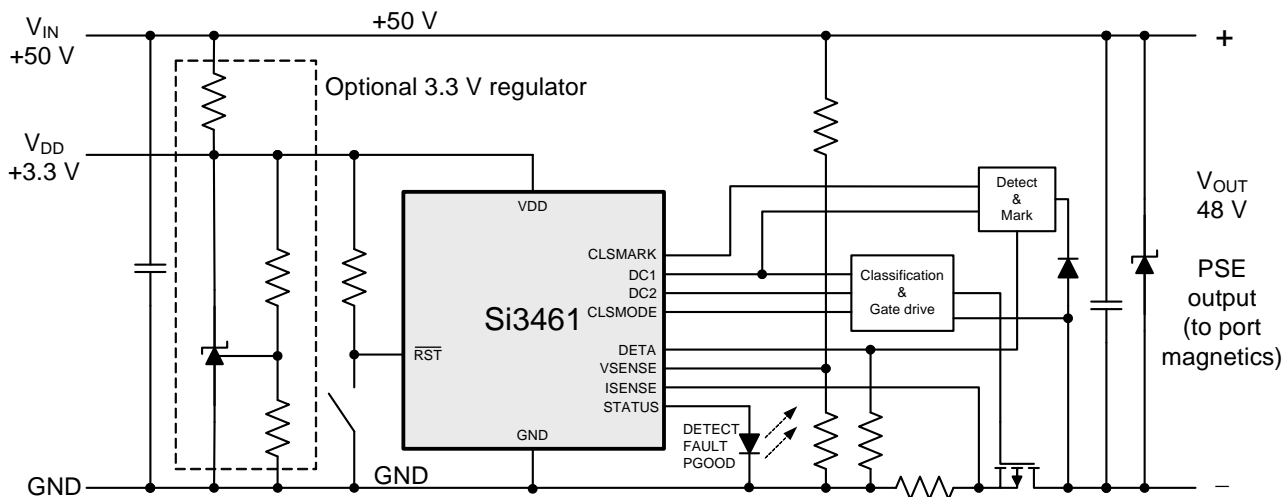 V_IN
+50 V
+50 V
+
Optional 3.3 V regulator
V_DD
+3.3 V
VDD
Detect
&
Mark
V_OUT
48 V
CLSMARK
DC1
DC2
CLSMODE
Classification
&
Gate drive
PSE
output
(to port
magnetics)
Si3461
RST
DETA
VSENSE
ISENSE
STATUS
GND
DETECT
FAULT
PGOOD
GND
GND
–